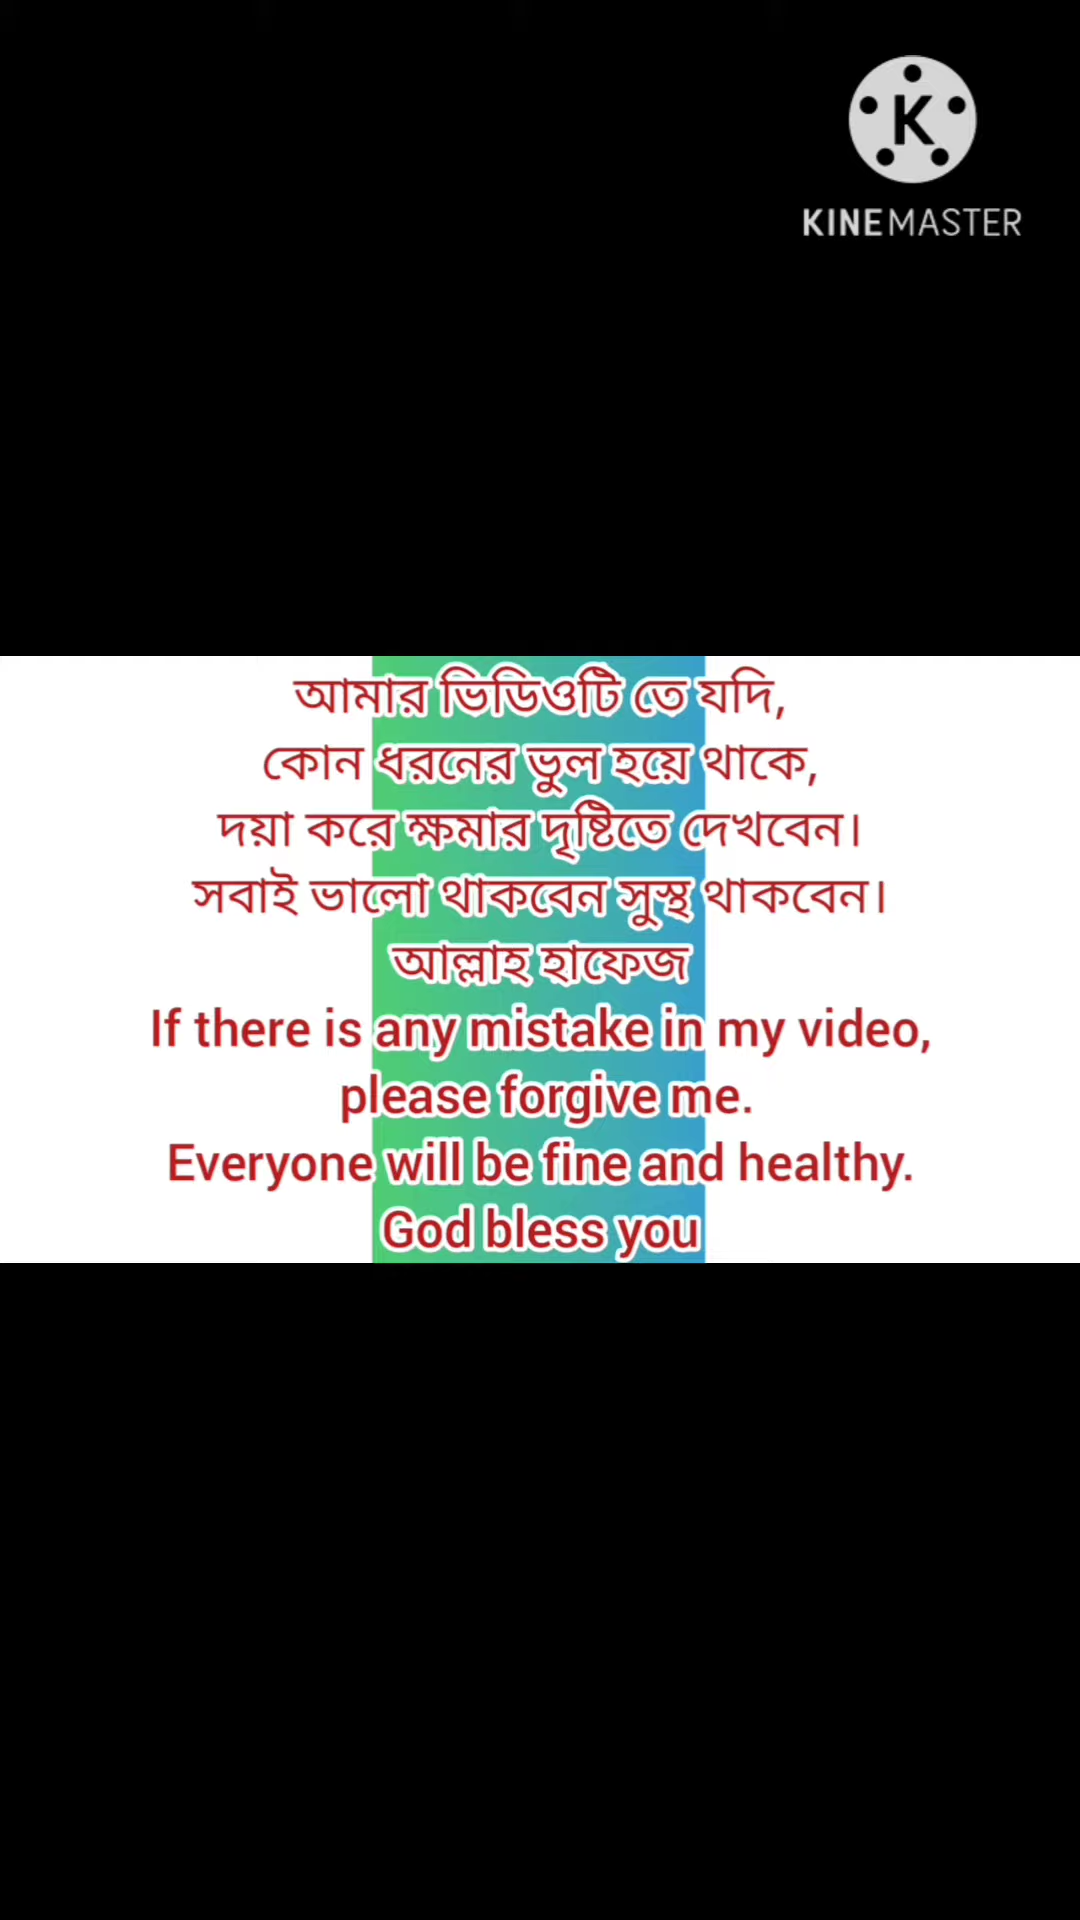 K
KINEMASTER
আমার ভিডিওটি তে যদি,
কোন ধরনের ভুল হয়ে থাকে,
দয়া করে ক্ষমার দৃষ্টিতে দেখবেন।
সবাই ভালো থাকবেন সুস্থ থাকবেন।
আল্লাহ হাফেজ
If there is any mistake in my video,
please forgive me.
Everyone will be fine and healthy.
God bless you